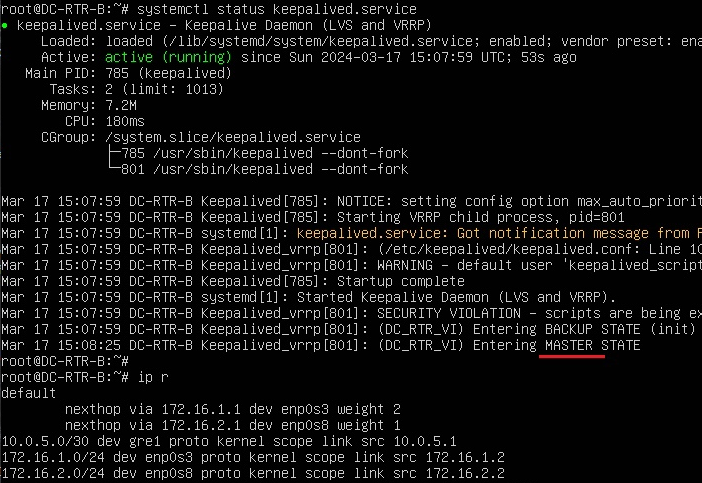 root@DC-RTR-B:~# systemctl status keepalived.service
● keepalived.service - Keepalive Daemon (LVS and VRRP)
Loaded: loaded (/lib/systemd/system/keepalived.service; enabled; vendor preset: ena
Active: active (running) since Sun 2024-03-17 15:07:59 UTC; 53s ago
Main PID: 785 (keepalived)
Tasks: 2 (limit: 1013)
Memory: 7.2M
CPU: 180ms
CGroup: /system.slice/keepalived.service
├─785 /usr/sbin/keepalived --dont-fork
└─801 /usr/sbin/keepalived --dont-fork
Mar 17 15:07:59 DC-RTR-B Keepalived[785]: NOTICE: setting config option max_auto_priorit
Mar 17 15:07:59 DC-RTR-B Keepalived[785]: Starting VRRP child process, pid=801
Mar 17 15:07:59 DC-RTR-B systemd[1]: keepalived.service: Got notification message from P
Mar 17 15:07:59 DC-RTR-B Keepalived_vrrp[801]: (/etc/keepalived/keepalived.conf: Line 10
Mar 17 15:07:59 DC-RTR-B Keepalived_vrrp[801]: WARNING - default user 'keepalived_script
Mar 17 15:07:59 DC-RTR-B Keepalived[785]: Startup complete
Mar 17 15:07:59 DC-RTR-B systemd[1]: Started Keepalive Daemon (LVS and VRRP).
Mar 17 15:07:59 DC-RTR-B Keepalived_vrrp[801]: SECURITY VIOLATION - scripts are being ex
Mar 17 15:07:59 DC-RTR-B Keepalived_vrrp[801]: (DC_RTR_VI) Entering BACKUP STATE (init)
Mar 17 15:08:25 DC-RTR-B Keepalived_vrrp[801]: (DC_RTR_VI) Entering MASTER STATE
root@DC-RTR-B:~#
root@DC-RTR-B:~# ip r
default
nexthop via 172.16.1.1 dev enp0s3 weight 2
nexthop via 172.16.2.1 dev enp0s8 weight 1
10.0.5.0/30 dev gre1 proto kernel scope link src 10.0.5.1
172.16.1.0/24 dev enp0s3 proto kernel scope link src 172.16.1.2
172.16.2.0/24 dev enp0s8 proto kernel scope link src 172.16.2.2